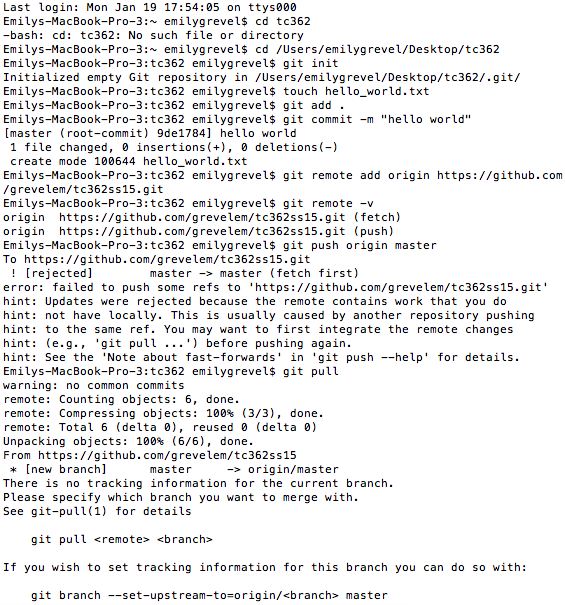 Last login: Mon Jan 19 17:54:05 on ttys000
Emilys-MacBook-Pro-3:~ emilygrevel$ cd tc362
-bash: cd: tc362: No such file or directory
Emilys-MacBook-Pro-3:~ emilygrevel$ cd /Users/emilygrevel/Desktop/tc362
Emilys-MacBook-Pro-3:tc362 emilygrevel$ git init
Initialized empty Git repository in /Users/emilygrevel/Desktop/tc362/.git/
Emilys-MacBook-Pro-3:tc362 emilygrevel$ touch hello_world.txt
Emilys-MacBook-Pro-3:tc362 emilygrevel$ git add .
Emilys-MacBook-Pro-3:tc362 emilygrevel$ git commit -m "hello world"
[master (root-commit) 9de1784] hello world
 1 file changed, 0 insertions(+), 0 deletions(-)
 create mode 100644 hello_world.txt
Emilys-MacBook-Pro-3:tc362 emilygrevel$ git remote add origin https://github.com
/grevelem/tc362ss15.git
Emilys-MacBook-Pro-3:tc362 emilygrevel$ git remote -v
origin  https://github.com/grevelem/tc362ss15.git (fetch)
origin  https://github.com/grevelem/tc362ss15.git (push)
Emilys-MacBook-Pro-3:tc362 emilygrevel$ git push origin master
To https://github.com/grevelem/tc362ss15.git
 ! [rejected]        master -> master (fetch first)
error: failed to push some refs to 'https://github.com/grevelem/tc362ss15.git'
hint: Updates were rejected because the remote contains work that you do
hint: not have locally. This is usually caused by another repository pushing
hint: to the same ref. You may want to first integrate the remote changes
hint: (e.g., 'git pull ...') before pushing again.
hint: See the 'Note about fast-forwards' in 'git push --help' for details.
Emilys-MacBook-Pro-3:tc362 emilygrevel$ git pull
warning: no common commits
remote: Counting objects: 6, done.
remote: Compressing objects: 100% (3/3), done.
remote: Total 6 (delta 0), reused 0 (delta 0)
Unpacking objects: 100% (6/6), done.
From https://github.com/grevelem/tc362ss15
 * [new branch]      master     -> origin/master
There is no tracking information for the current branch.
Please specify which branch you want to merge with.
See git-pull(1) for details

    git pull <remote> <branch>

If you wish to set tracking information for this branch you can do so with:

    git branch --set-upstream-to=origin/<branch> master